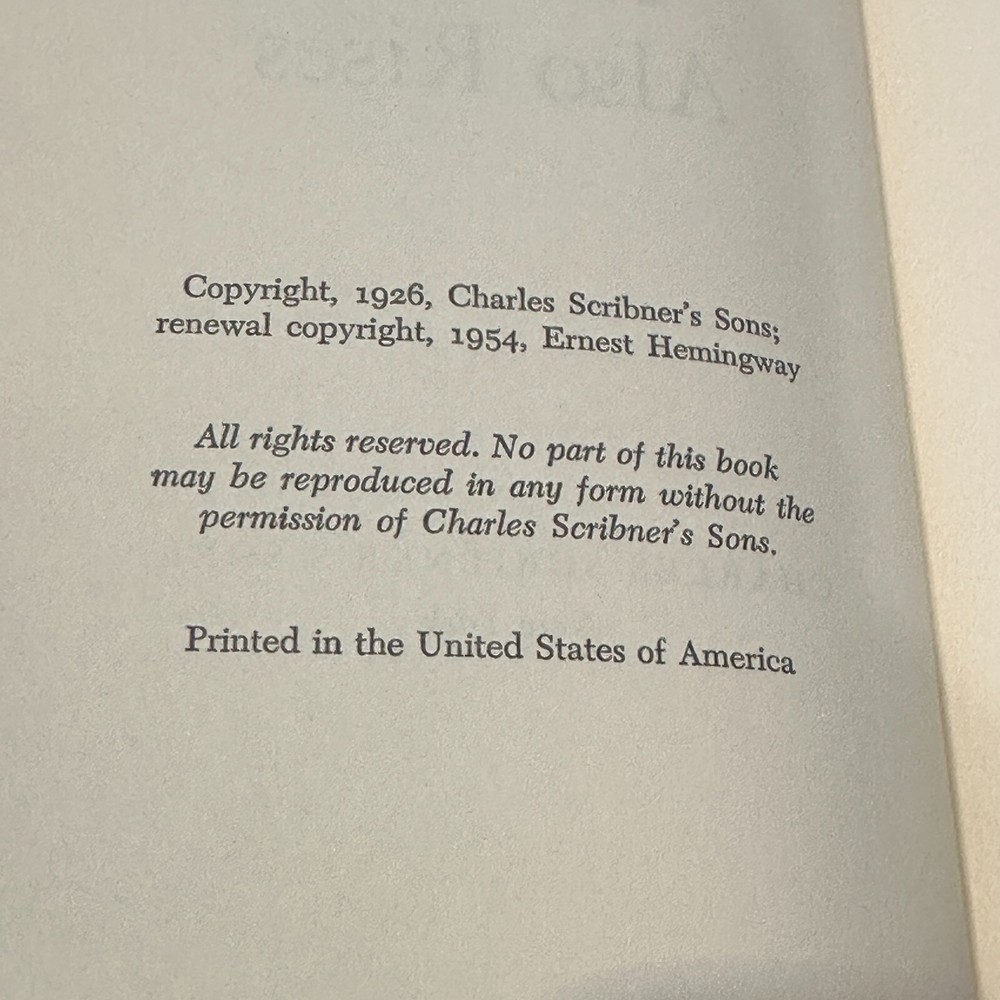 Also Rises
Copyright, 1926, Charles Scribner's Sons;
renewal copyright, 1954, Ernest Hemingway
All rights reserved. No part of this book
may be reproduced in any form without the
permission of Charles Scribner's Sons.
Printed in the United States of America